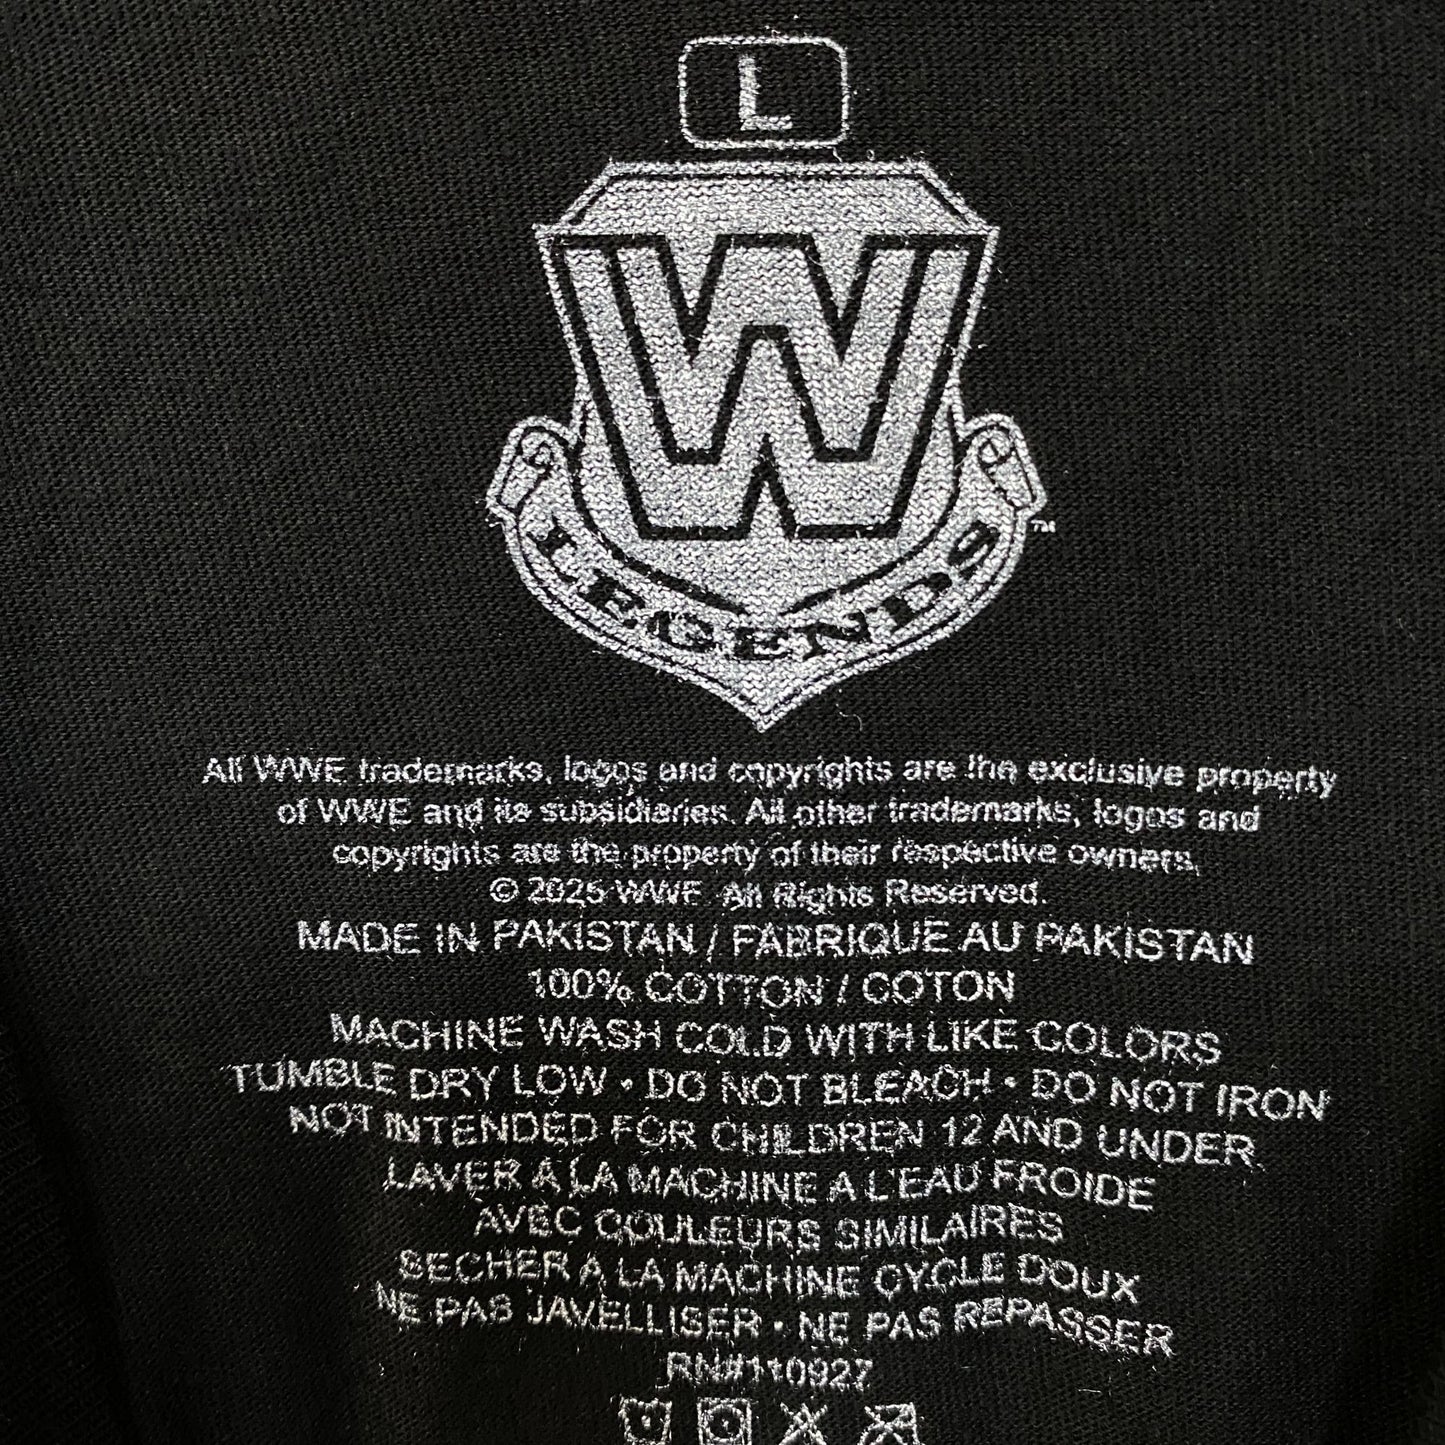 L
W
LEGENDS
TM
All WWE trademarks, logos and copyrights are the exclusive property
of WWE and its subsidiaries. All other trademarks, logos and
copyrights are the property of their respective owners.
© 2025 WWE. All Rights Reserved.
MADE IN PAKISTAN / FABRIQUE AU PAKISTAN
100% COTTON / COTON
MACHINE WASH COLD WITH LIKE COLORS
TUMBLE DRY LOW • DO NOT BLEACH • DO NOT IRON
NOT INTENDED FOR CHILDREN 12 AND UNDER.
LAVER À LA MACHINE A L'EAU FROIDE
AVEC COULEURS SIMILAIRES
SECHER A LA MACHINE CYCLE DOUX
NE PAS JAVELLISER • NE PAS REPASSER
RN#110927